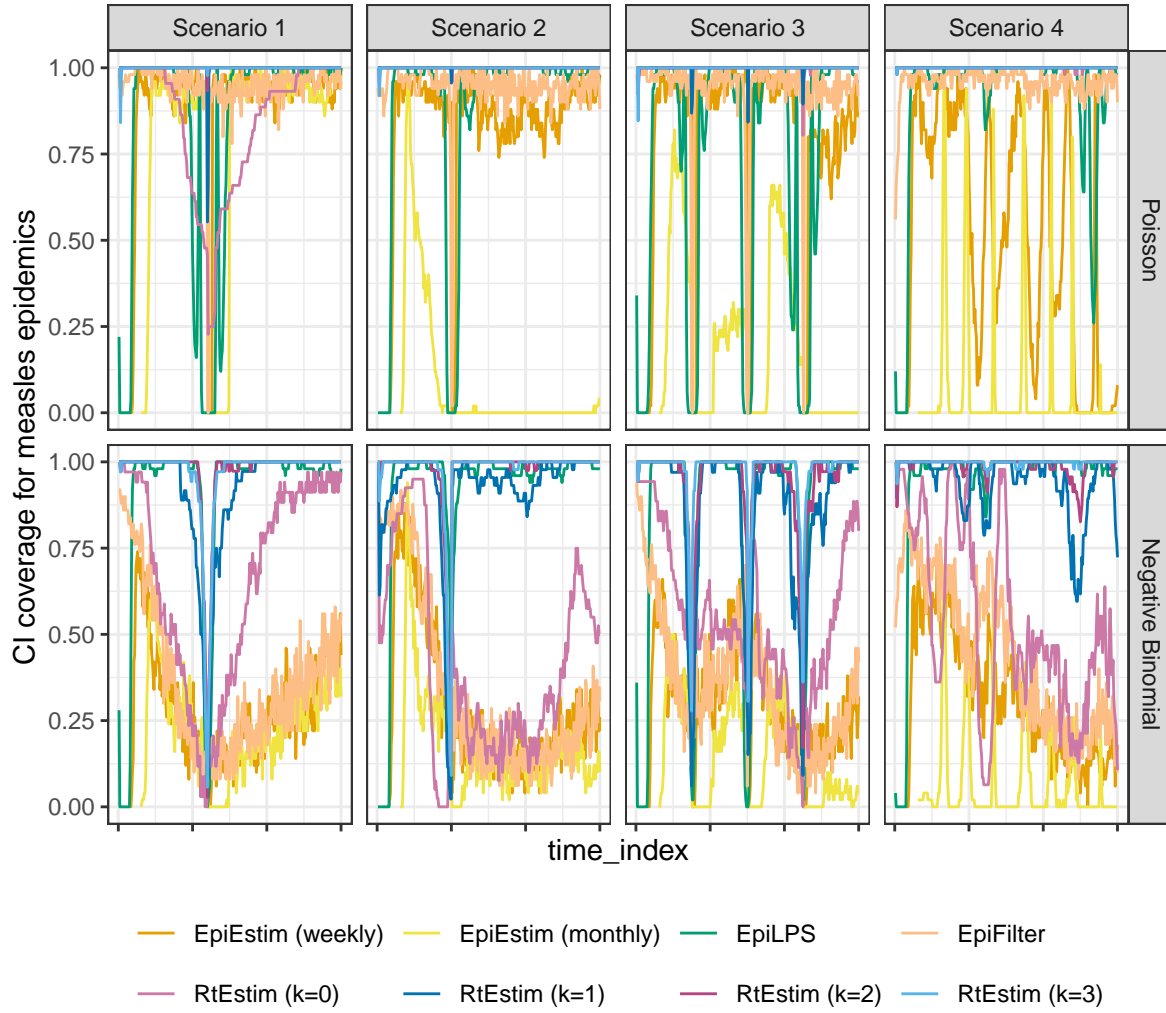 Scenario 1
Scenario 2
Scenario 3
Scenario 4
1.00
0.75
0.50
0.25
0.00
Poisson
1.00
0.75
0.50
0.25
0.00
Negative Binomial
CI coverage for measles epidemics
time_index
EpiEstim (weekly)
EpiEstim (monthly)
EpiLPS
EpiFilter
RtEstim (k=0)
RtEstim (k=1)
RtEstim (k=2)
RtEstim (k=3)